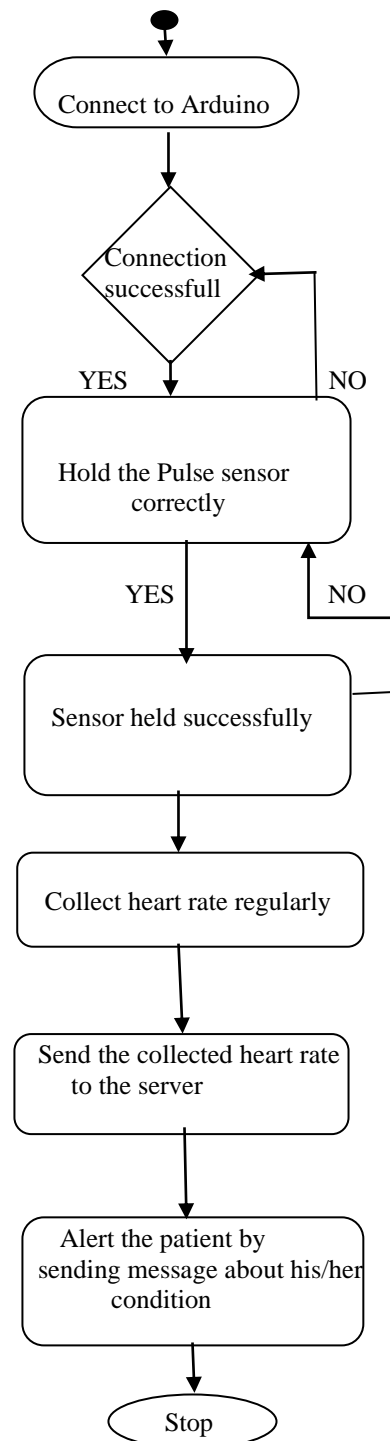 Connect to Arduino
Connection
successfull
YES
NO
Hold the Pulse sensor
correctly
YES
NO
Sensor held successfully
Collect heart rate regularly
Send the collected heart rate
to the server
Alert the patient by
sending message about his/her
condition
Stop